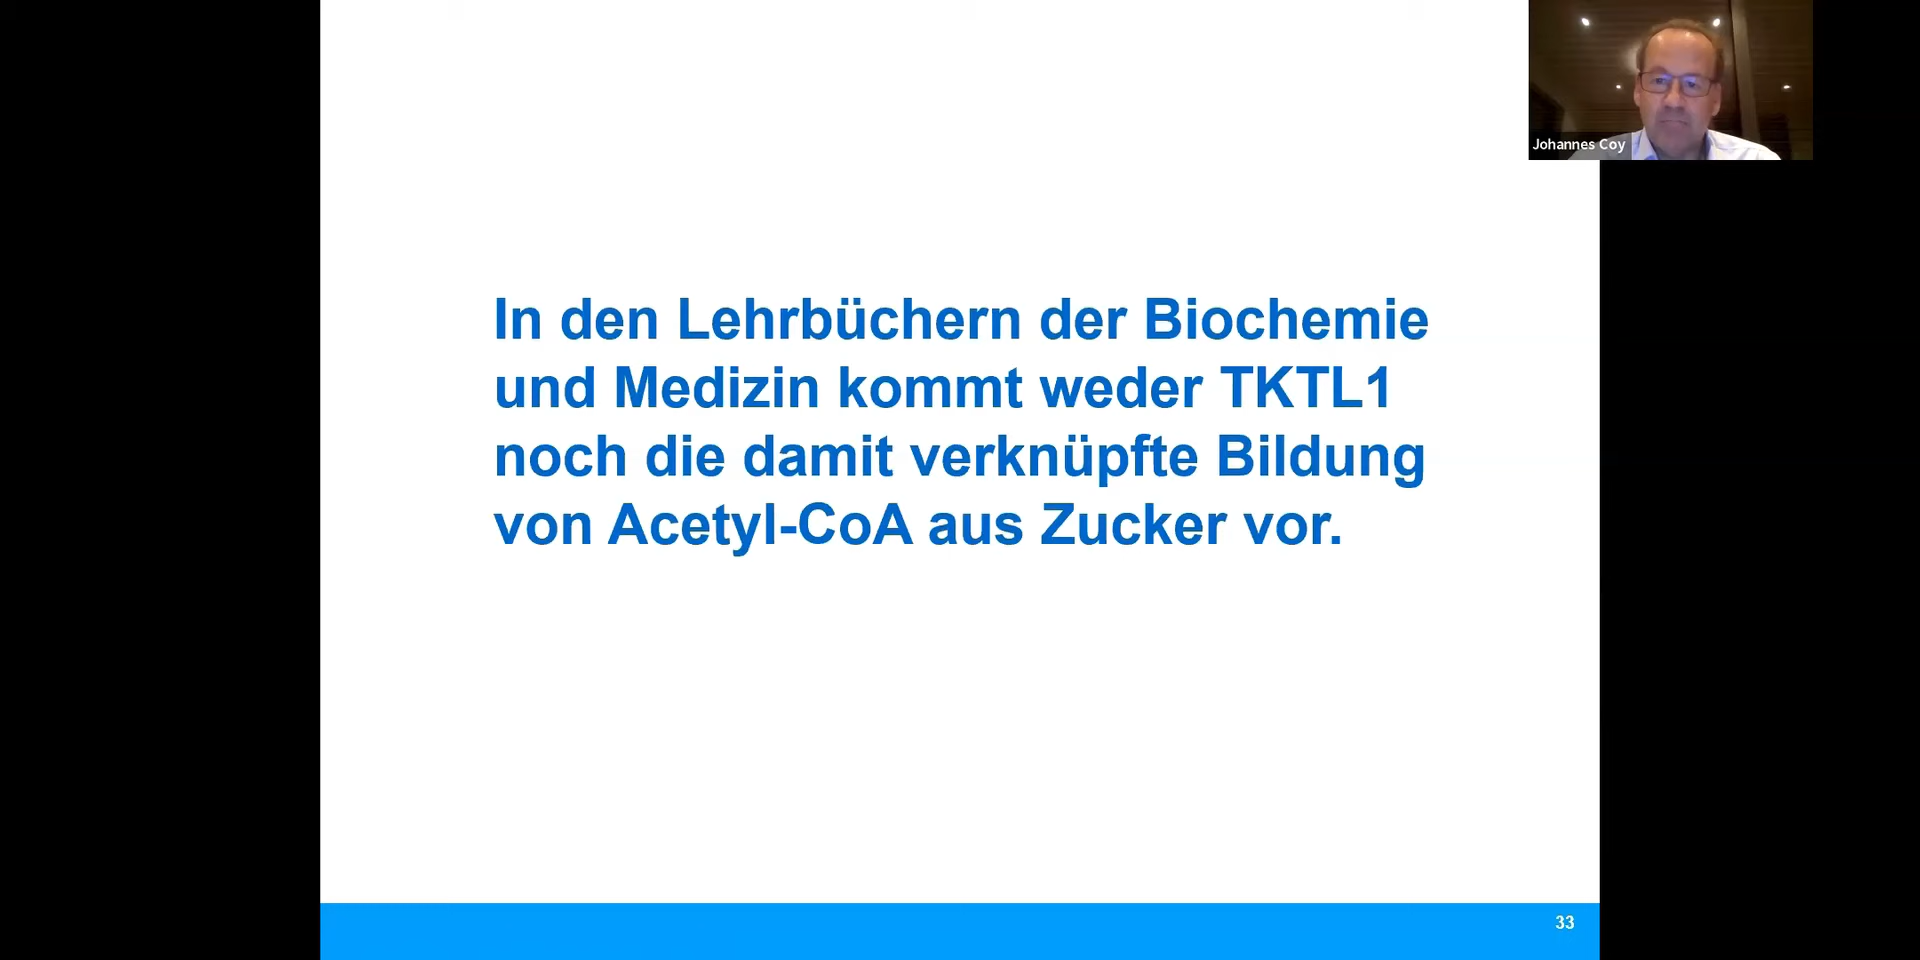 Johannes Coy
In den Lehrbüchern der Biochemie
und Medizin kommt weder TKTL1
noch die damit verknüpfte Bildung
von Acetyl-CoA aus Zucker vor.
33